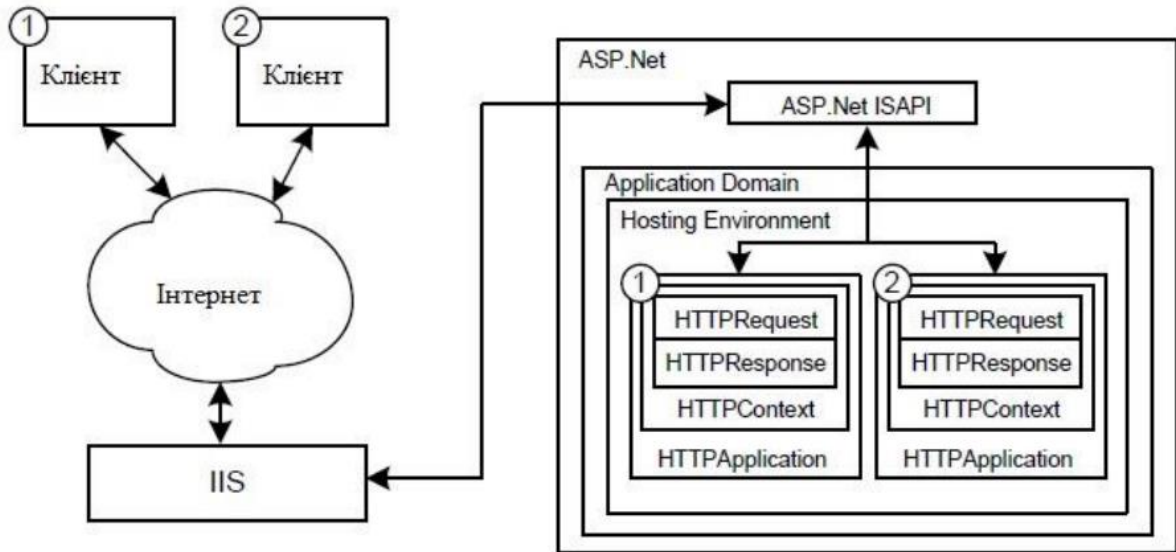 1
Клієнт
2
Клієнт
Інтернет
IIS
ASP.Net
ASP.Net ISAPI
Application Domain
Hosting Environment
1
HTTPRequest
HTTPResponse
HTTPContext
HTTPApplication
2
HTTPRequest
HTTPResponse
HTTPContext
HTTPApplication